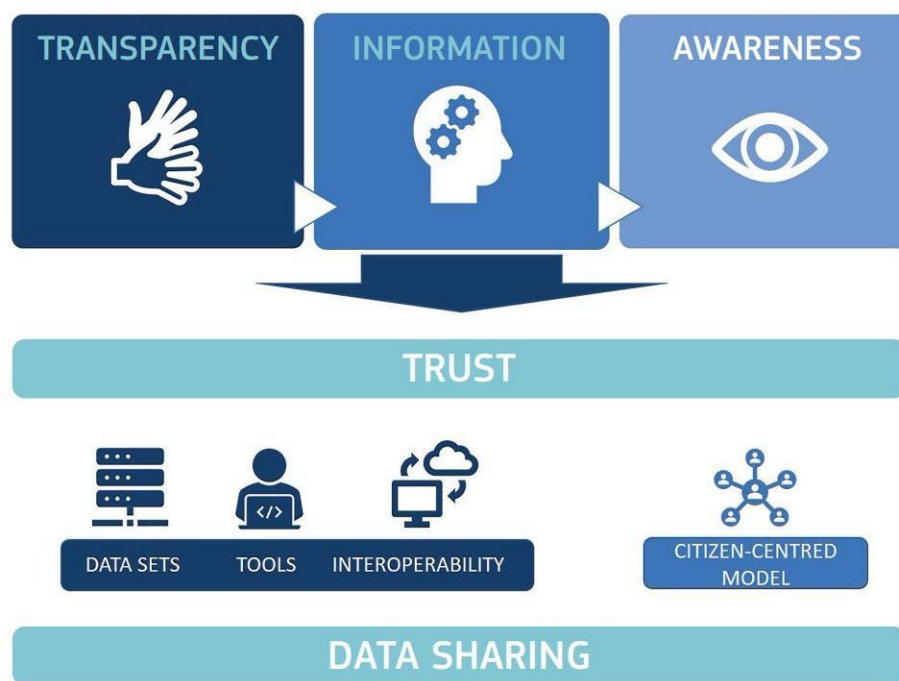 TRANSPARENCY
INFORMATION
AWARENESS
TRUST
</>
DATA SETS
TOOLS
INTEROPERABILITY
CITIZEN-CENTRED
MODEL
DATA SHARING